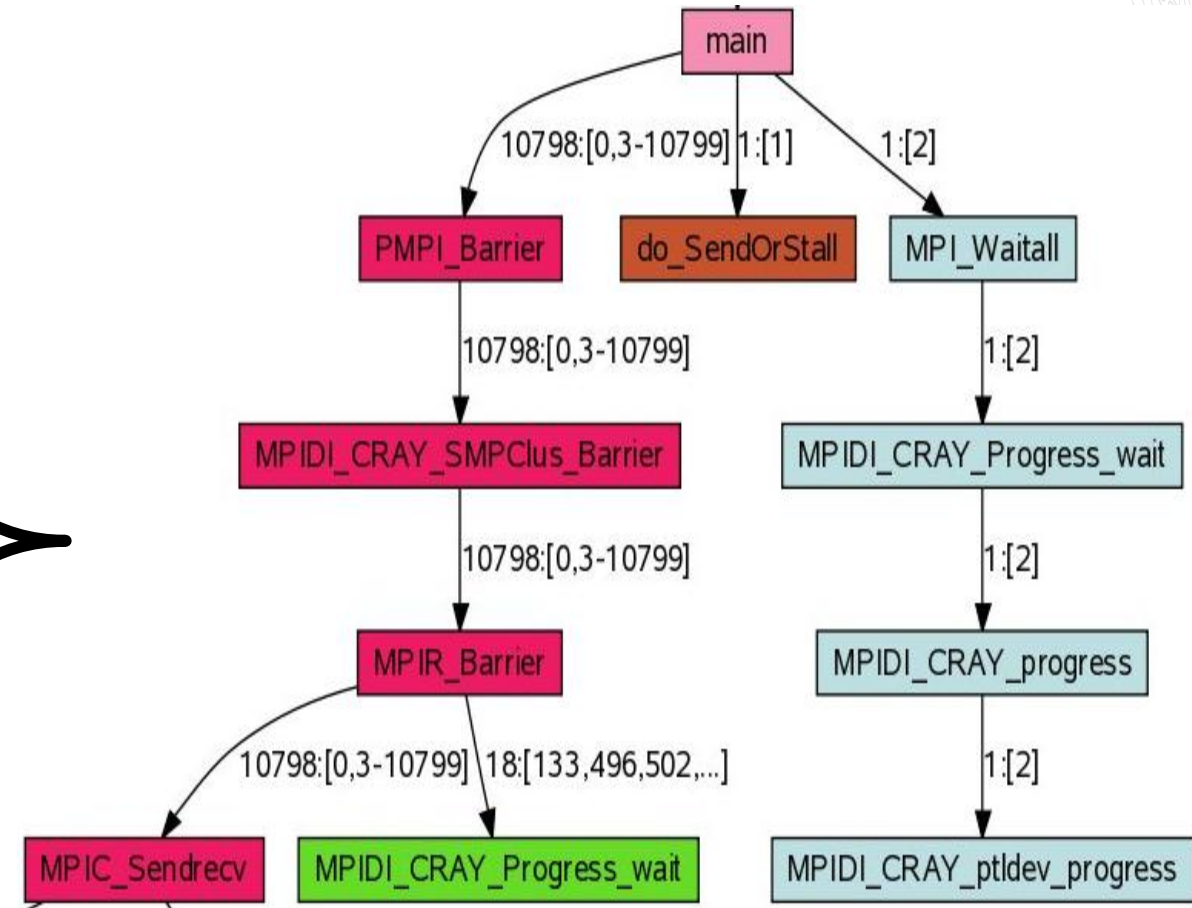 main
10798:[0,3-10799] 1:[1] 1:[2]
PMPI_Barrier do_SendOrStall MPI_Waitall
10798:[0,3-10799] 1:[2]
MPIDI_CRAY_SMPClus_Barrier MPIDI_CRAY_Progress_wait
10798:[0,3-10799] 1:[2]
MPIR_Barrier MPIDI_CRAY_progress
10798:[0,3-10799] 18:[133,496,502,...] 1:[2]
MPIC_Sendrecv MPIDI_CRAY_Progress_wait MPIDI_CRAY_ptldev_progress